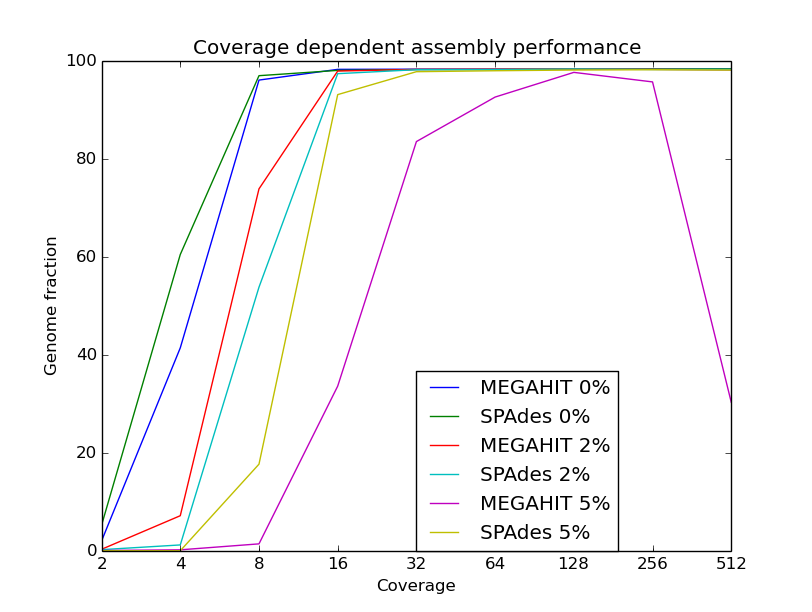 Coverage dependent assembly performance
100
80
60
40
20
0
Genome fraction
MEGAHIT 0%
SPAdes 0%
MEGAHIT 2%
SPAdes 2%
MEGAHIT 5%
SPAdes 5%
2 4 8 16 32 64 128 256 512
Coverage